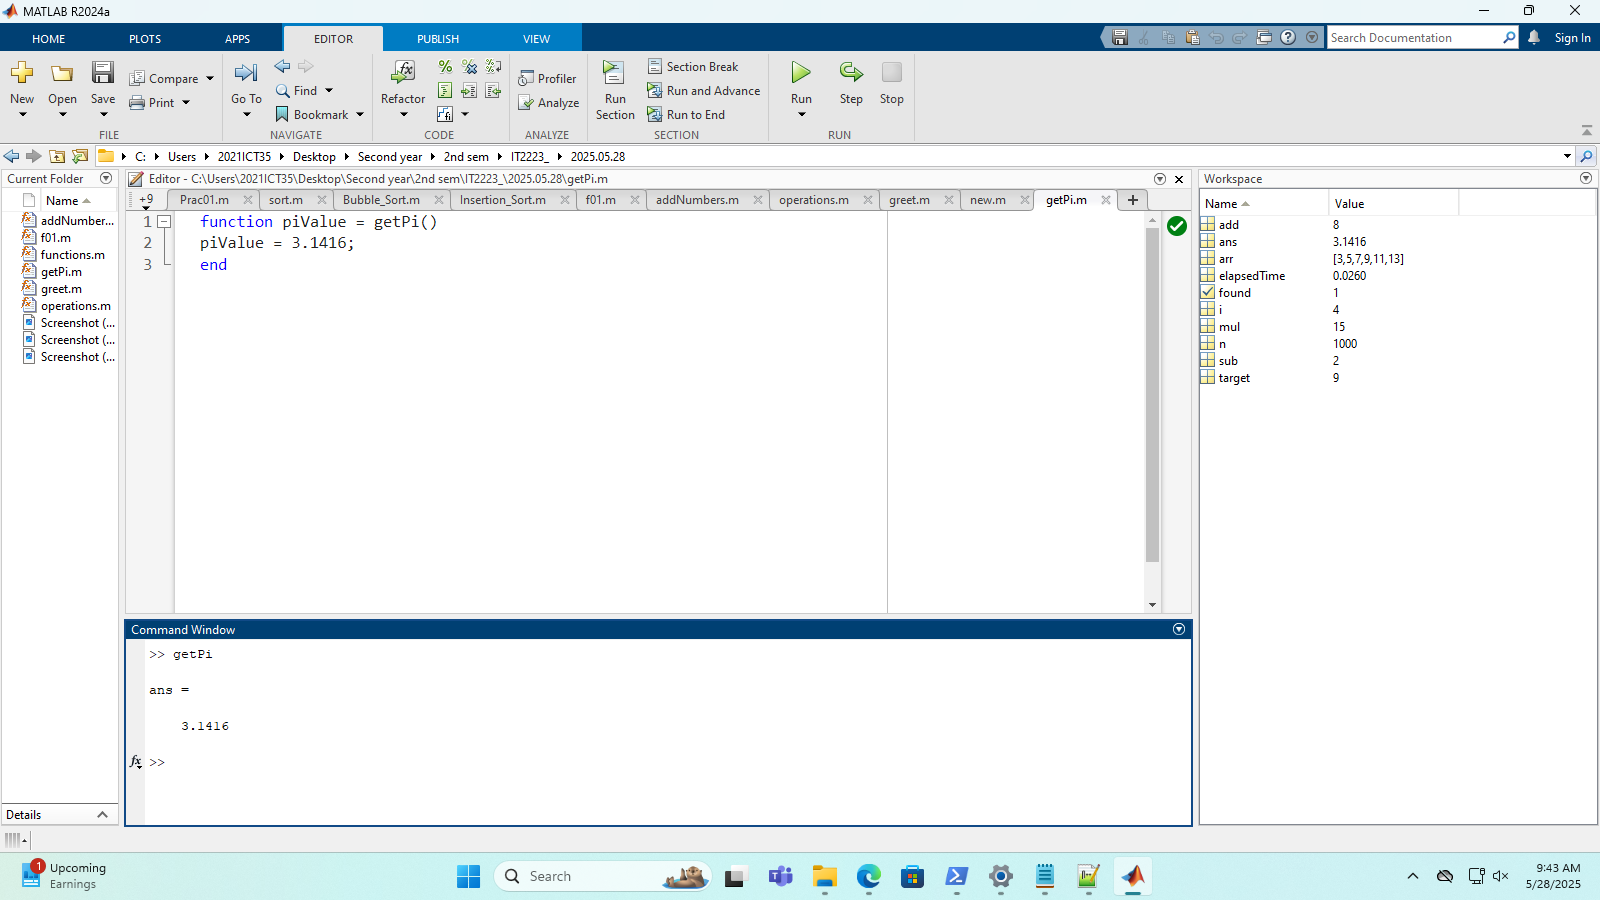 MATLAB R2024a
HOME PLOTS APPS EDITOR PUBLISH VIEW
Search Documentation
Sign In
New Open Save Compare Print
FILE
Go To Find Bookmark
NAVIGATE
Refactor
CODE
Profiler
Analyze
ANALYZE
Run Section
Section Break
Run and Advance
Run to End
SECTION
Run Step Stop
RUN
C: Users 2021ICT35 Desktop Second year 2nd sem IT2223_ 2025.05.28
Current Folder
Name
addNumber...
f01.m
functions.m
getPi.m
greet.m
operations.m
Screenshot (...
Screenshot (...
Screenshot (...
Details
Editor - C:\Users\2021ICT35\Desktop\Second year\2nd sem\IT2223_\2025.05.28\getPi.m
+9 Prac01.m sort.m Bubble_Sort.m Insertion_Sort.m f01.m addNumbers.m operations.m greet.m new.m getPi.m
1 function piValue = getPi()
2 piValue = 3.1416;
3 end
Command Window
>> getPi
ans =
3.1416
fx >>
Workspace
Name Value
add 8
ans 3.1416
arr [3,5,7,9,11,13]
elapsedTime 0.0260
found 1
i 4
mul 15
n 1000
sub 2
target 9
1
Upcoming
Earnings
Search
9:43 AM
5/28/2025